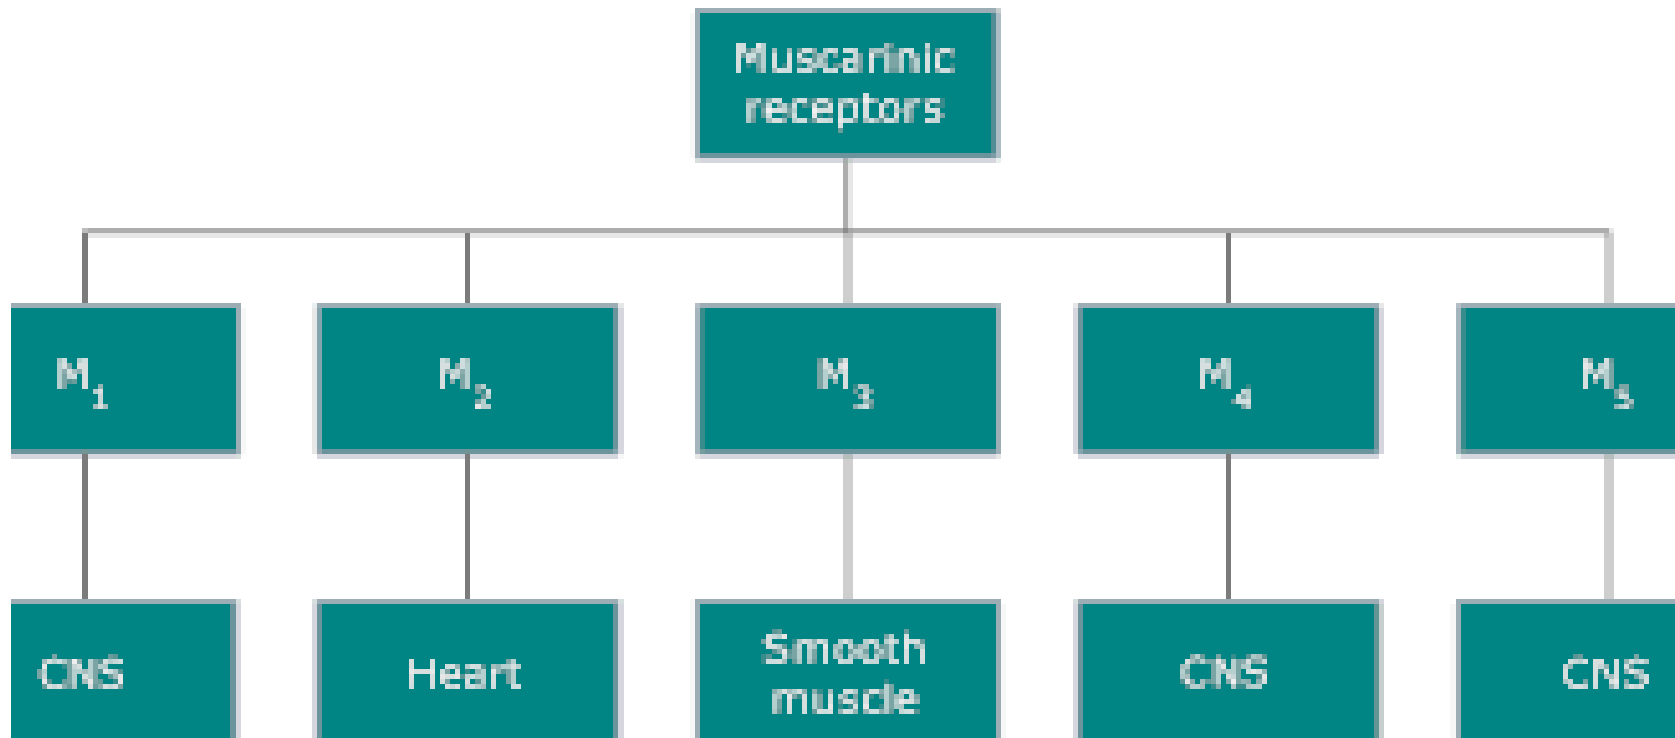 Muscarinic
receptors
M₁
M₂
M₃
M₄
M₅
CNS
Heart
Smooth
muscle
CNS
CNS